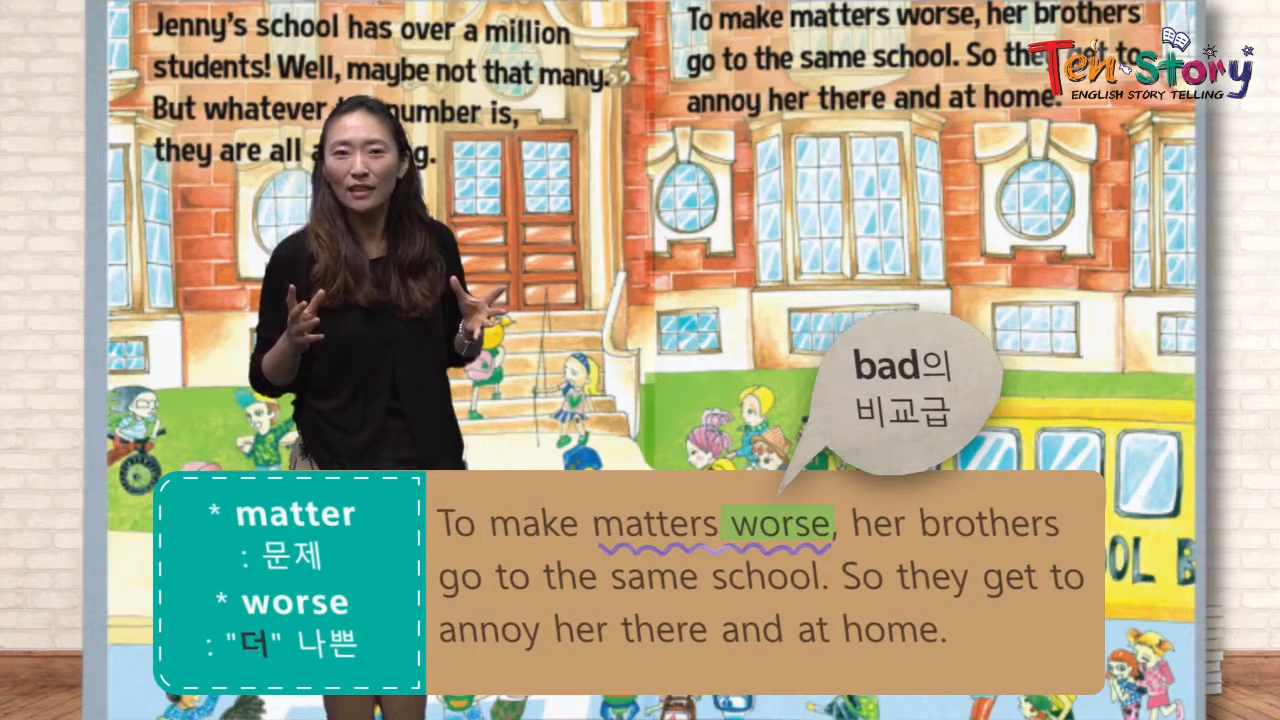 Jenny's school has over a million
students! Well, maybe not that many.
But whatever number is,
they are all
To make matters worse, her brothers
go to the same school. So they get to
annoy her there and at home.
Ten Story
ENGLISH STORY TELLING
bad의
비교급
* matter
: 문제
* worse
: "더" 나쁜
To make matters worse, her brothers
go to the same school. So they get to
annoy her there and at home.
OOL B